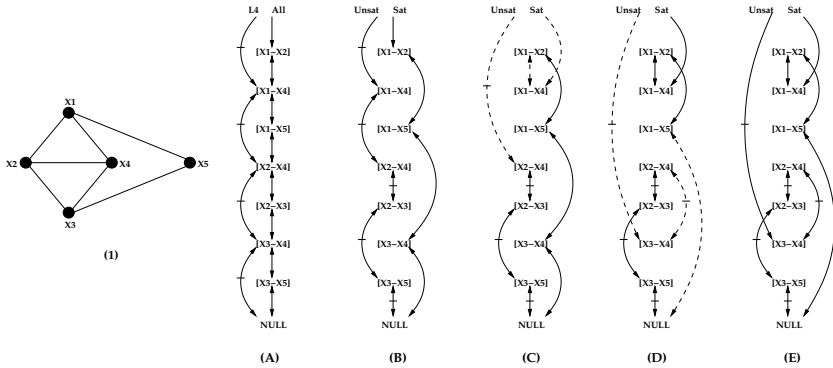 L4 All
Unsat Sat
Unsat Sat
Unsat Sat
Unsat Sat
[X1-X2] [X1-X2] [X1-X2] [X1-X2] [X1-X2]
[X1-X4] [X1-X4] [X1-X4] [X1-X4] [X1-X4]
[X1-X5] [X1-X5] [X1-X5] [X1-X5] [X1-X5]
[X2-X4] [X2-X4] [X2-X4] [X2-X4] [X2-X4]
[X2-X3] [X2-X3] [X2-X3] [X2-X3] [X2-X3]
[X3-X4] [X3-X4] [X3-X4] [X3-X4] [X3-X4]
[X3-X5] [X3-X5] [X3-X5] [X3-X5] [X3-X5]
NULL NULL NULL NULL NULL
X1
X2 X4 X5
X3
(1)
(A) (B) (C) (D) (E)